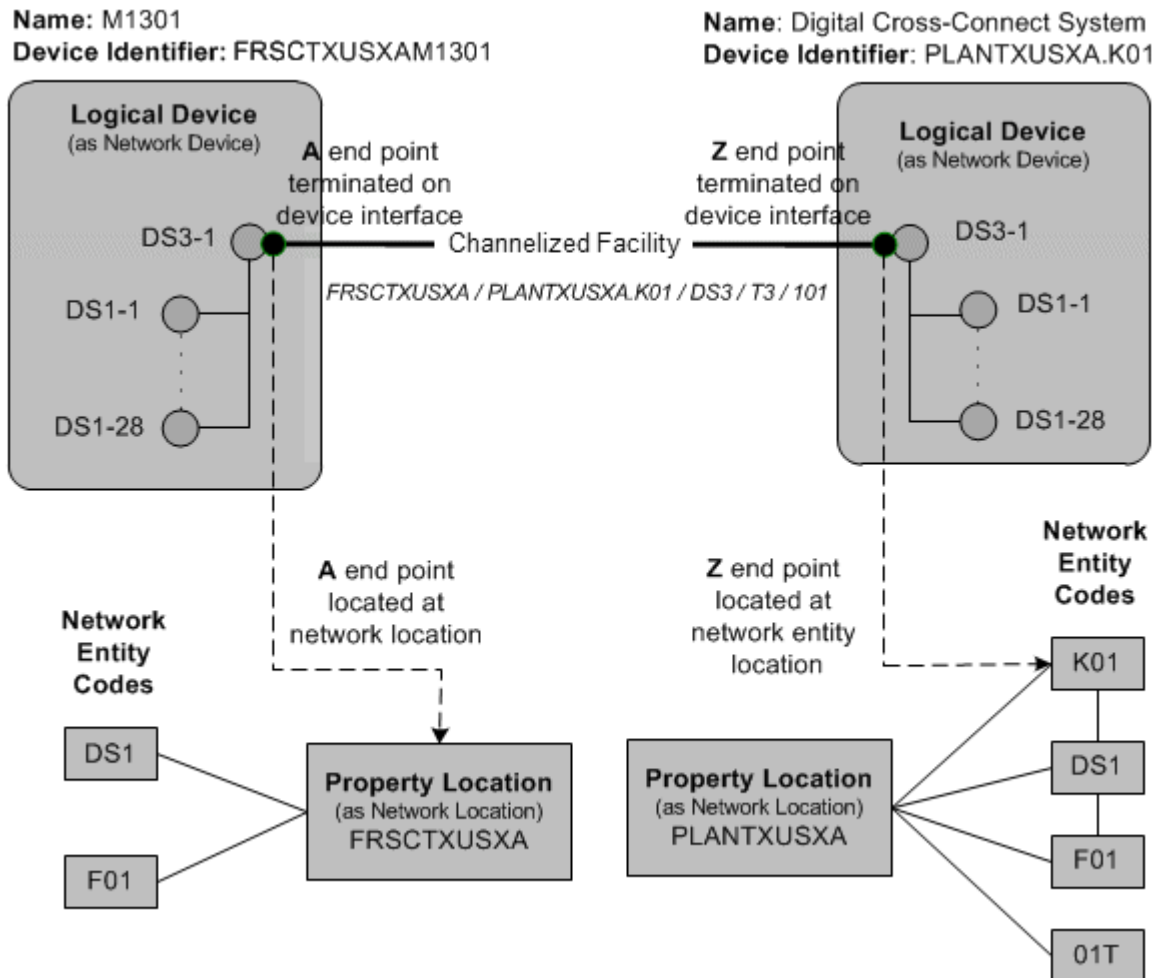 Name: M1301
Device Identifier: FRSCTXUSXAM1301
Name: Digital Cross-Connect System
Device Identifier: PLANTXUSXA.K01
Logical Device
(as Network Device)
A end point
terminated on
device interface
DS3-1
DS1-1
DS1-28
Channelized Facility
FRSCTXUSXA / PLANTXUSXA.K01 / DS3 / T3 / 101
Z end point
terminated on
device interface
Logical Device
(as Network Device)
DS3-1
DS1-1
DS1-28
A end point
located at
network location
Z end point
located at
network entity
location
Network
Entity
Codes
DS1
F01
Property Location
(as Network Location)
FRSCTXUSXA
Property Location
(as Network Location)
PLANTXUSXA
Network
Entity
Codes
K01
DS1
F01
01T